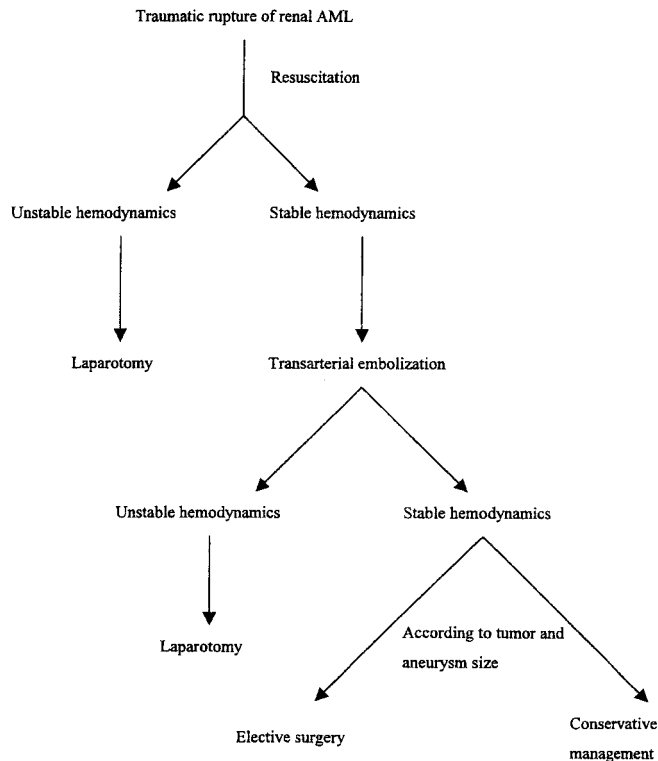 Traumatic rupture of renal AML
Resuscitation
Unstable hemodynamics
Stable hemodynamics
Laparotomy
Transarterial embolization
Unstable hemodynamics
Stable hemodynamics
Laparotomy
According to tumor and
aneurysm size
Elective surgery
Conservative
management